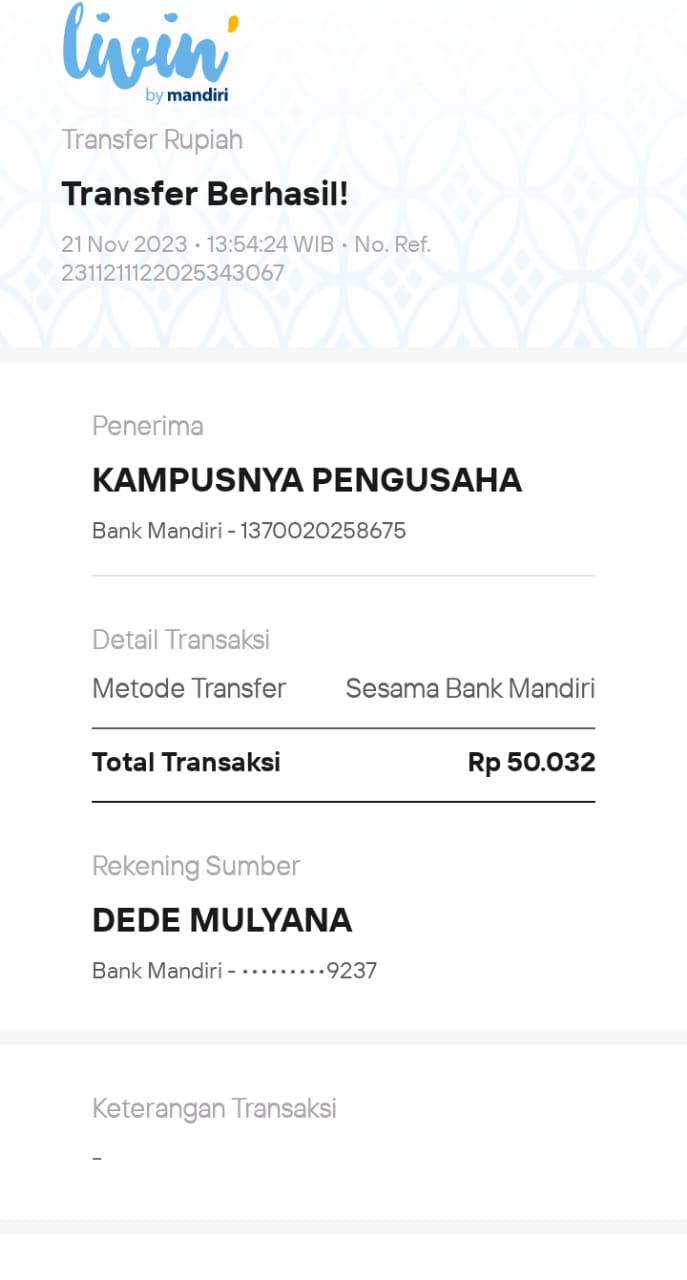 livin'
by mandiri
Transfer Rupiah
Transfer Berhasil!
21 Nov 2023 • 13:54:24 WIB • No. Ref.
2311211122025343067
Penerima
KAMPUSNYA PENGUSAHA
Bank Mandiri - 1370020258675
Detail Transaksi
Metode Transfer Sesama Bank Mandiri
Total Transaksi Rp 50.032
Rekening Sumber
DEDE MULYANA
Bank Mandiri - •••••••••9237
Keterangan Transaksi
-